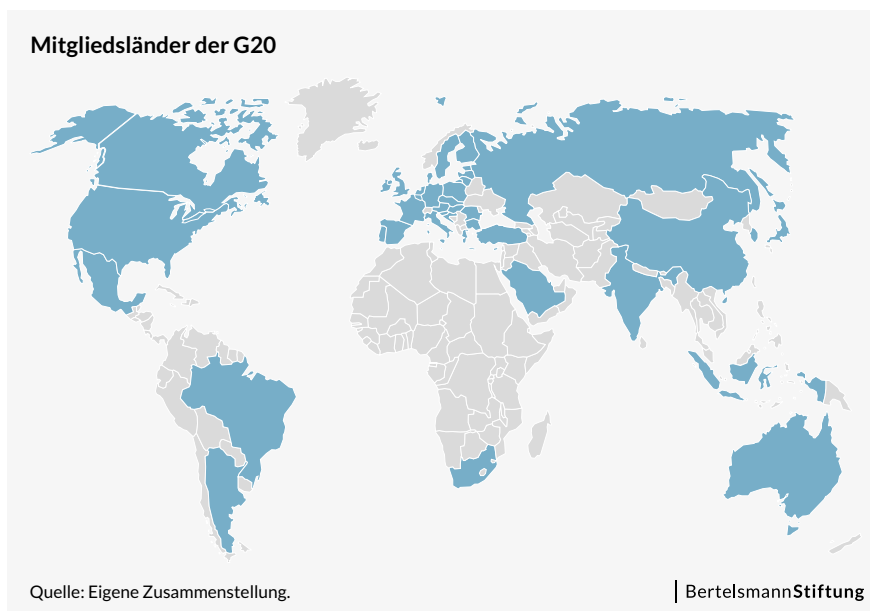 Mitgliedsländer der G20
Quelle: Eigene Zusammenstellung.
BertelsmannStiftung